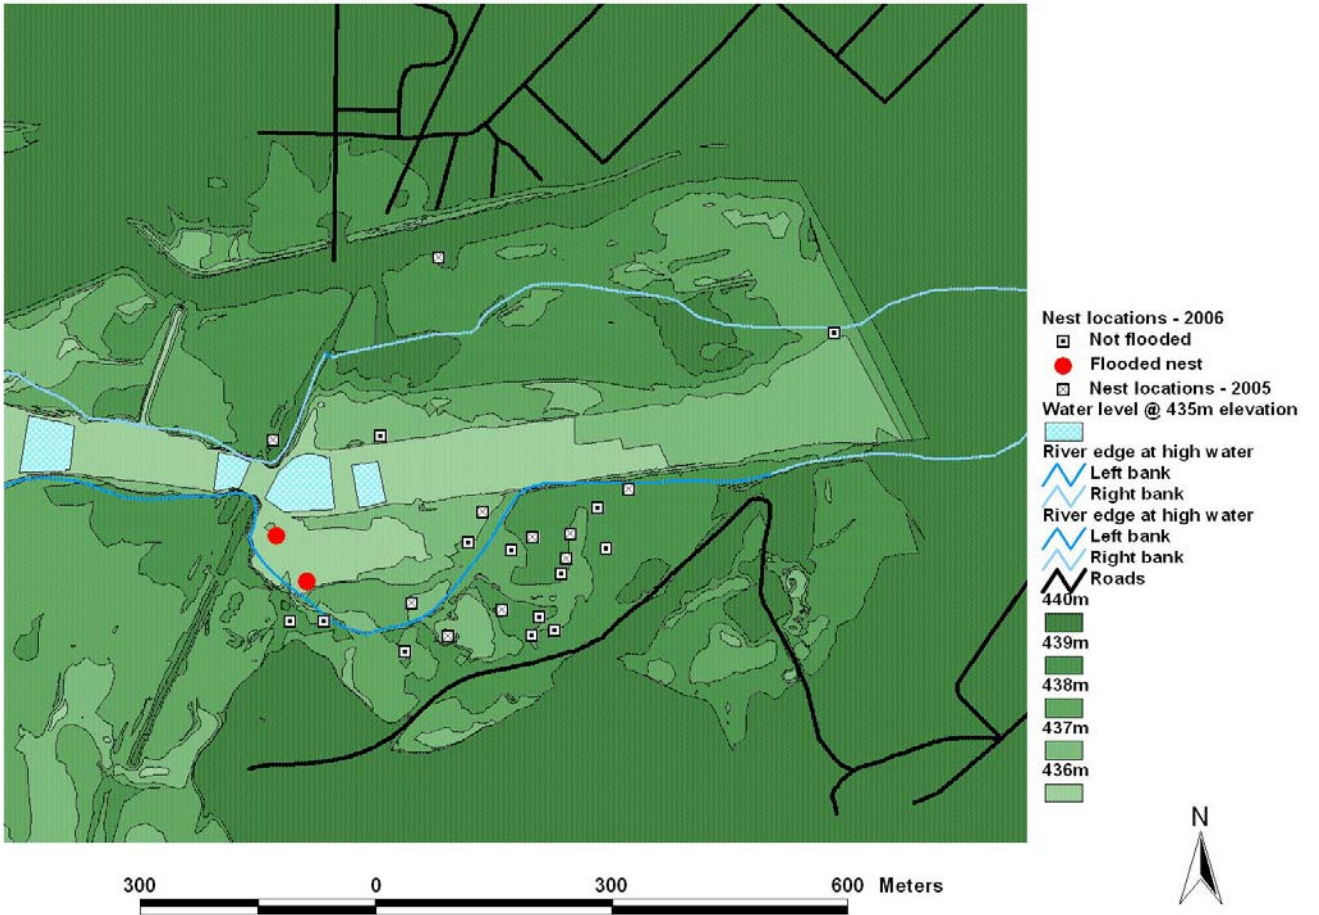 Nest locations - 2006
Not flooded
Flooded nest
Nest locations - 2005
Water level @ 435m elevation
River edge at high water
Left bank
Right bank
River edge at high water
Left bank
Right bank
Roads
440m
439m
438m
437m
436m
N
300 0 300 600 Meters